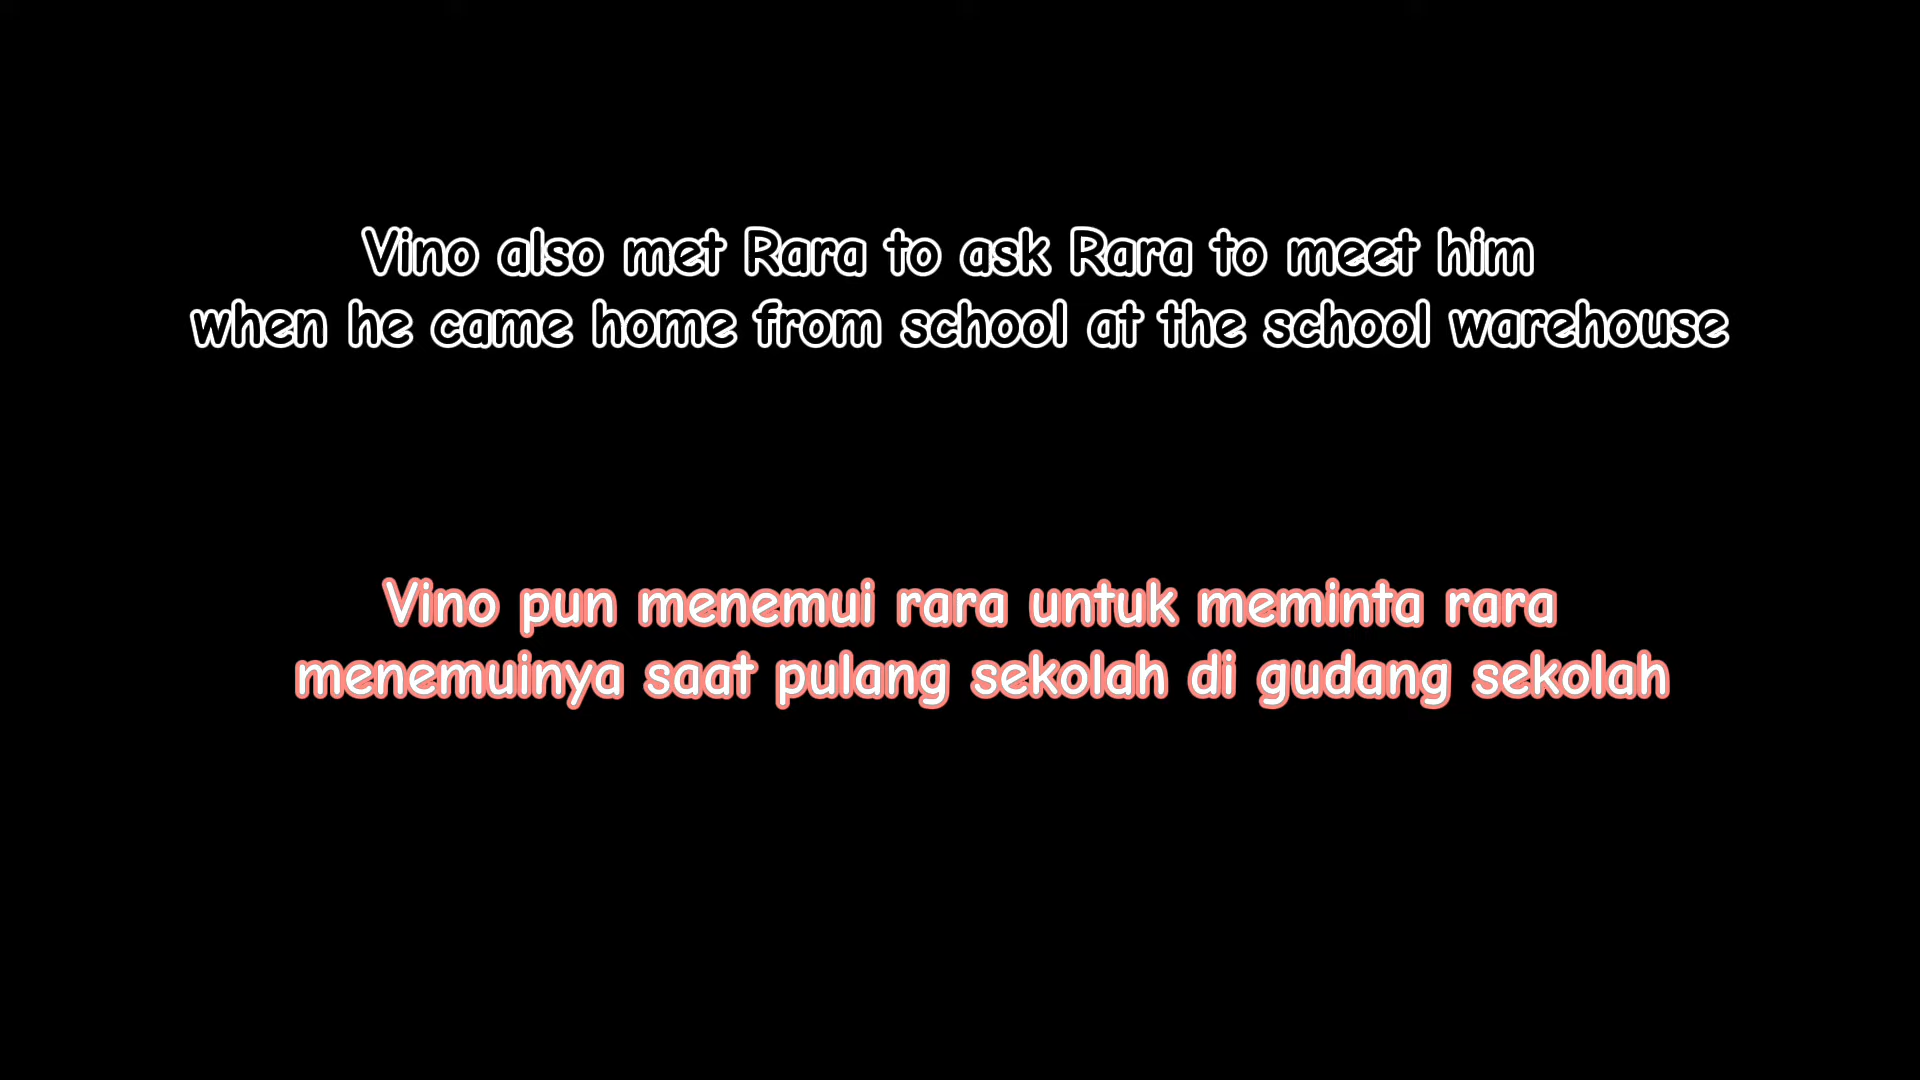 Vino also met Rara to ask Rara to meet him
when he came home from school at the school warehouse
Vino pun menemui rara untuk meminta rara
menemuinya saat pulang sekolah di gudang sekolah